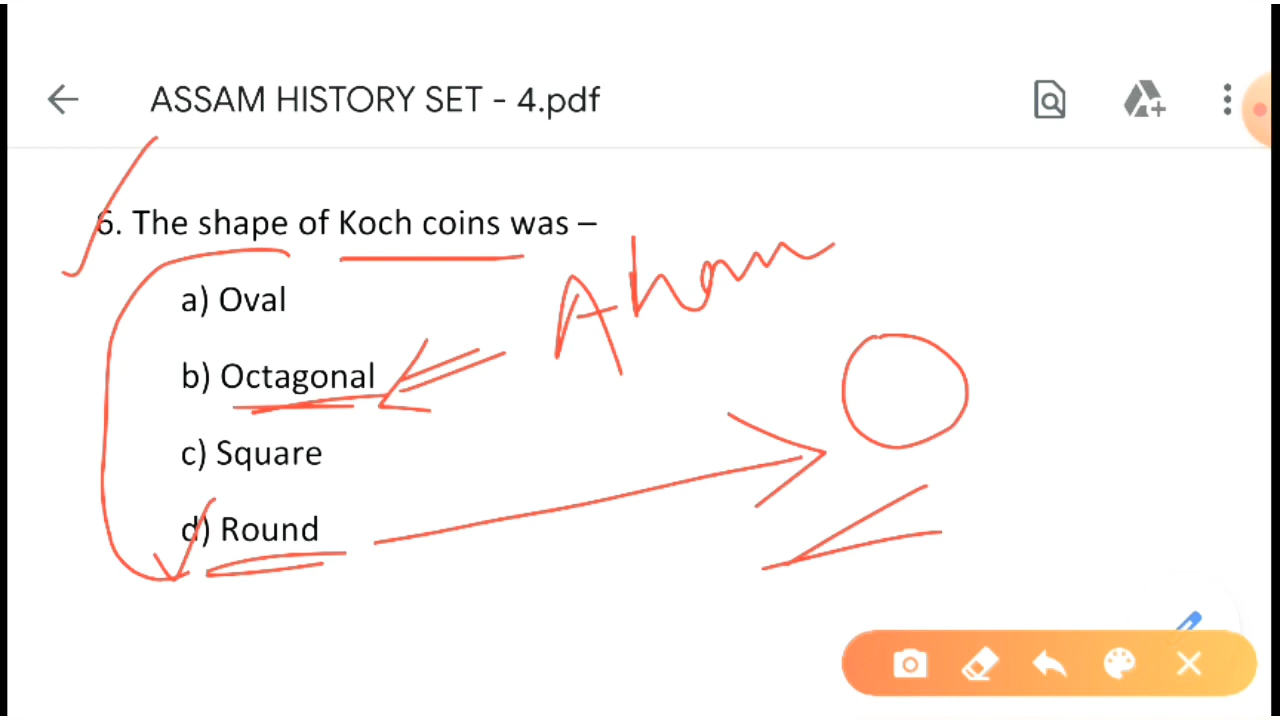 ASSAM HISTORY SET - 4.pdf
6. The shape of Koch coins was –
Ahom
a) Oval
b) Octagonal
c) Square
d) Round